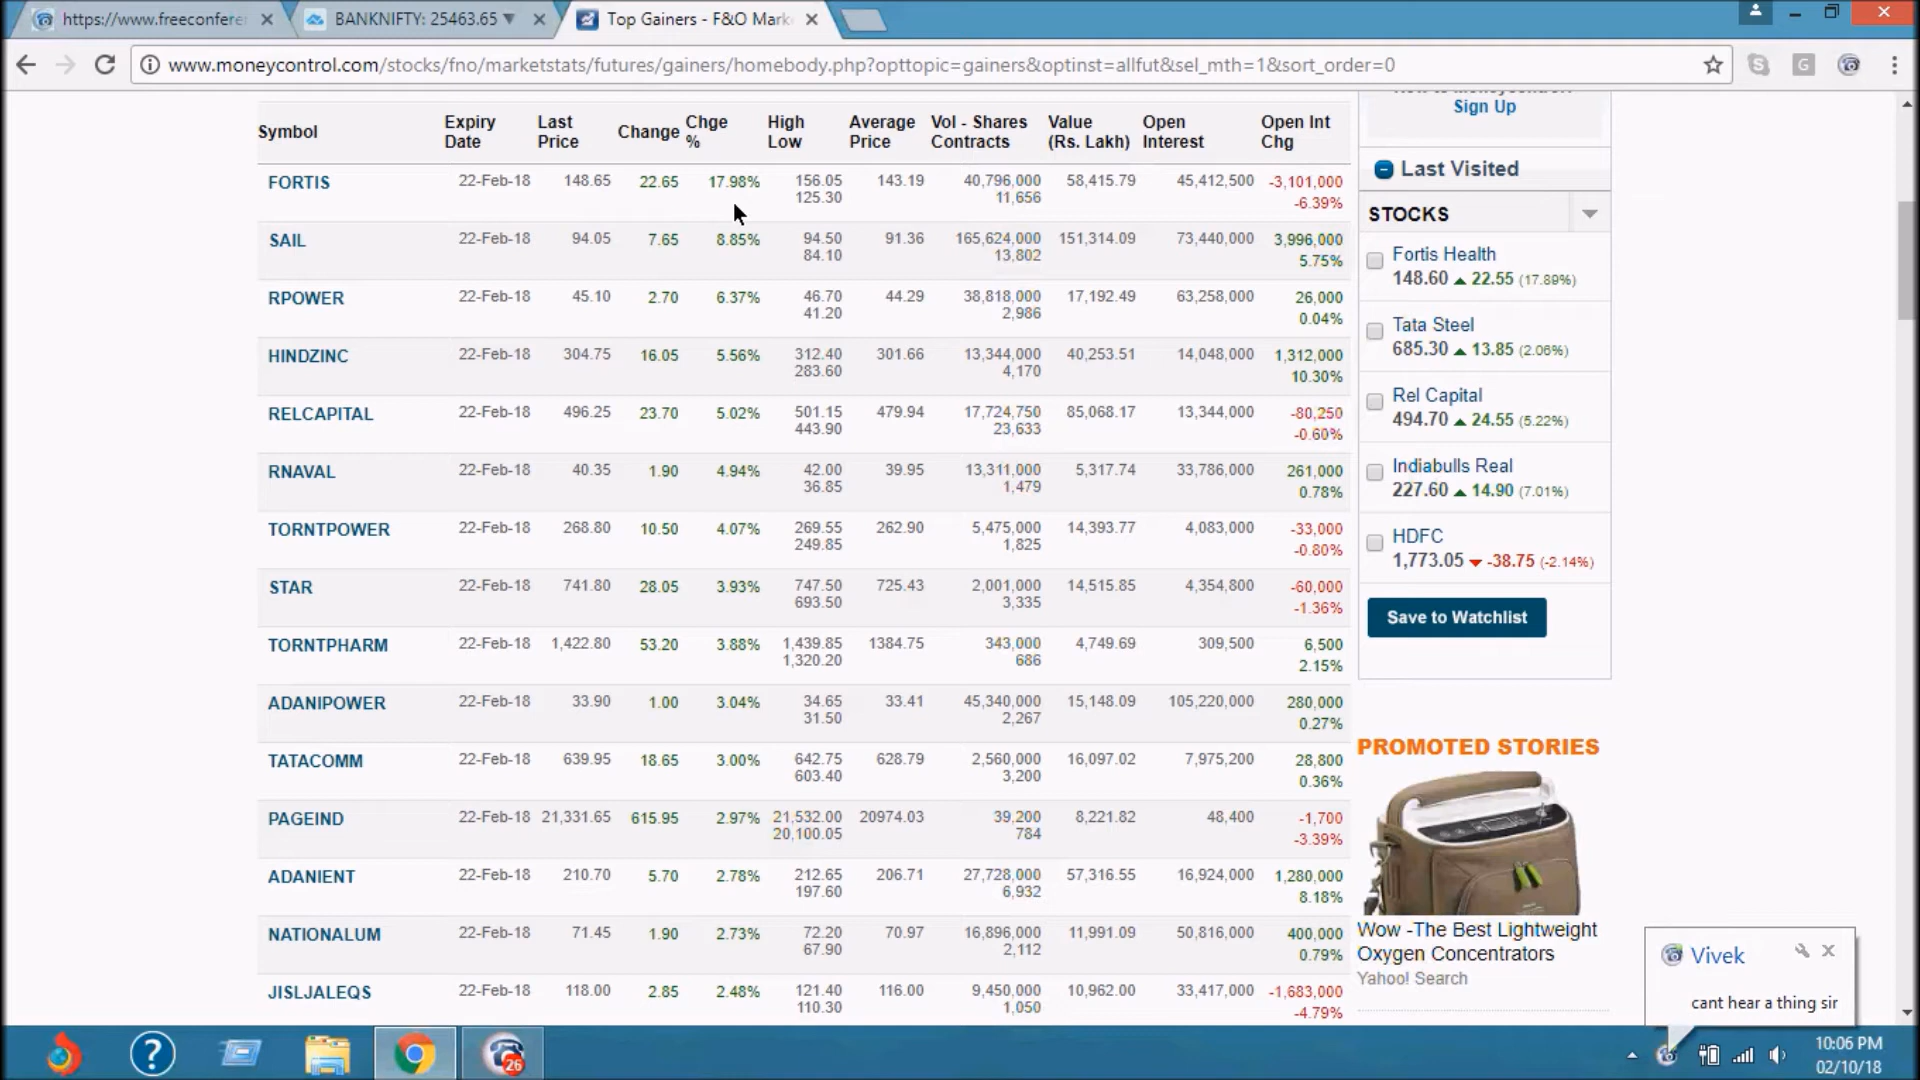 https://www.freeconfere
BANKNIFTY: 25463.65 ▼
Top Gainers - F&O Mark
www.moneycontrol.com/stocks/fno/marketstats/futures/gainers/homebody.php?opttopic=gainers&optinst=allfut&sel_mth=1&sort_order=0
Symbol Expiry Date Last Price Change Chge % High Low Average Price Vol - Shares Contracts Value (Rs. Lakh) Open Interest Open Int Chg
FORTIS 22-Feb-18 148.65 22.65 17.98% 156.05 143.19 40,796,000 58,415.79 45,412,500 -3,101,000
125.30 11,656 -6.39%
SAIL 22-Feb-18 94.05 7.65 8.85% 94.50 91.36 165,624,000 151,314.09 73,440,000 3,996,000
84.10 13,802 5.75%
RPOWER 22-Feb-18 45.10 2.70 6.37% 46.70 44.29 38,818,000 17,192.49 63,258,000 26,000
41.20 2,986 0.04%
HINDZINC 22-Feb-18 304.75 16.05 5.56% 312.40 301.66 13,344,000 40,253.51 14,048,000 1,312,000
283.60 4,170 10.30%
RELCAPITAL 22-Feb-18 496.25 23.70 5.02% 501.15 479.94 17,724,750 85,068.17 13,344,000 -80,250
443.90 23,633 -0.60%
RNAVAL 22-Feb-18 40.35 1.90 4.94% 42.00 39.95 13,311,000 5,317.74 33,786,000 261,000
36.85 1,479 0.78%
TORNTPOWER 22-Feb-18 268.80 10.50 4.07% 269.55 262.90 5,475,000 14,393.77 4,083,000 -33,000
249.85 1,825 -0.80%
STAR 22-Feb-18 741.80 28.05 3.93% 747.50 725.43 2,001,000 14,515.85 4,354,800 -60,000
693.50 3,335 -1.36%
TORNTPHARM 22-Feb-18 1,422.80 53.20 3.88% 1,439.85 1384.75 343,000 4,749.69 309,500 6,500
1,320.20 686 2.15%
ADANIPOWER 22-Feb-18 33.90 1.00 3.04% 34.65 33.41 45,340,000 15,148.09 105,220,000 280,000
31.50 2,267 0.27%
TATACOMM 22-Feb-18 639.95 18.65 3.00% 642.75 628.79 2,560,000 16,097.02 7,975,200 28,800
603.40 3,200 0.36%
PAGEIND 22-Feb-18 21,331.65 615.95 2.97% 21,532.00 20974.03 39,200 8,221.82 48,400 -1,700
20,100.05 784 -3.39%
ADANIENT 22-Feb-18 210.70 5.70 2.78% 212.65 206.71 27,728,000 57,316.55 16,924,000 1,280,000
197.60 6,932 8.18%
NATIONALUM 22-Feb-18 71.45 1.90 2.73% 72.20 70.97 16,896,000 11,991.09 50,816,000 400,000
67.90 2,112 0.79%
JISLJALEQS 22-Feb-18 118.00 2.85 2.48% 121.40 116.00 9,450,000 10,962.00 33,417,000 -1,683,000
110.30 1,050 -4.79%
Sign Up
Last Visited
STOCKS
Fortis Health
148.60 ▲ 22.55 (17.89%)
Tata Steel
685.30 ▲ 13.85 (2.06%)
Rel Capital
494.70 ▲ 24.55 (5.22%)
Indiabulls Real
227.60 ▲ 14.90 (7.01%)
HDFC
1,773.05 ▼ -38.75 (-2.14%)
Save to Watchlist
PROMOTED STORIES
Wow -The Best Lightweight
Oxygen Concentrators
Yahoo! Search
Vivek
cant hear a thing sir
26
10:06 PM
02/10/18